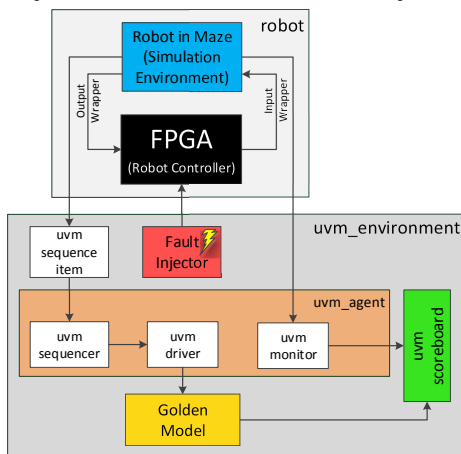 robot
Robot in Maze
(Simulation
Environment)
Output
Wrapper
Input
Wrapper
FPGA
(Robot Controller)
uvm_environment
uvm
sequence
item
Fault
Injector
uvm_agent
uvm
sequencer
uvm
driver
uvm
monitor
uvm
scoreboard
Golden
Model